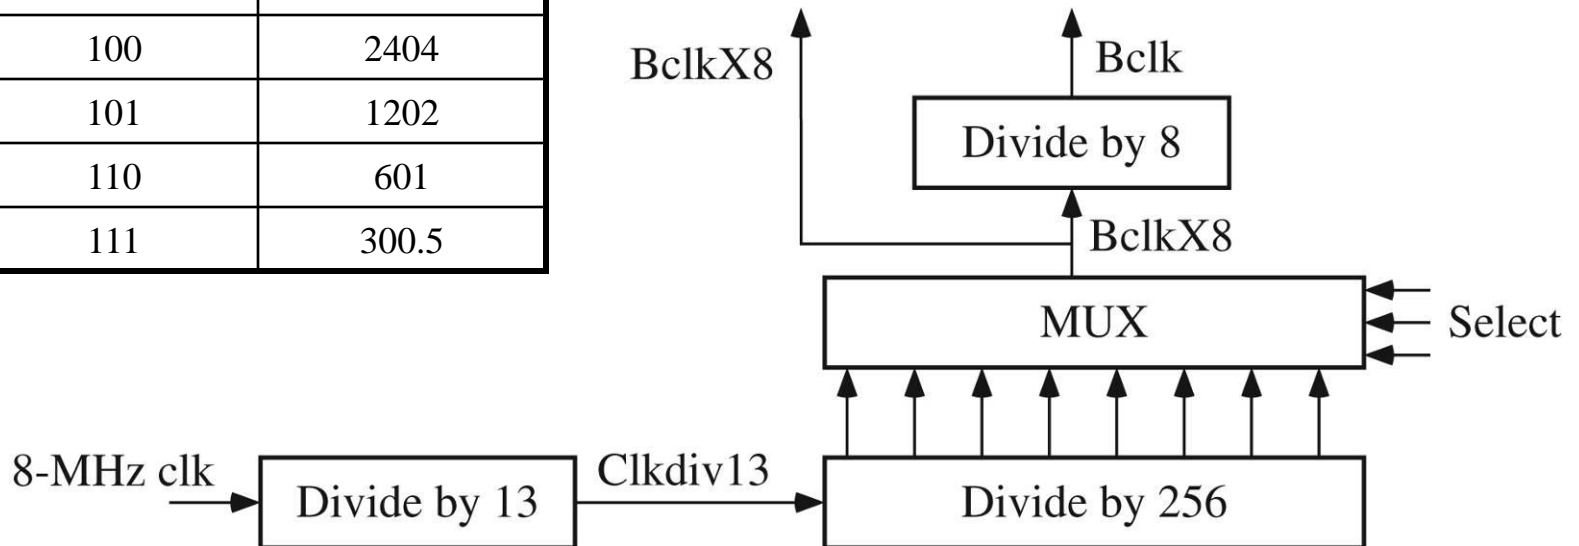 100 2404
101 1202
110 601
111 300.5
BclkX8
Bclk
Divide by 8
BclkX8
MUX
Select
8-MHz clk
Divide by 13
Clkdiv13
Divide by 256